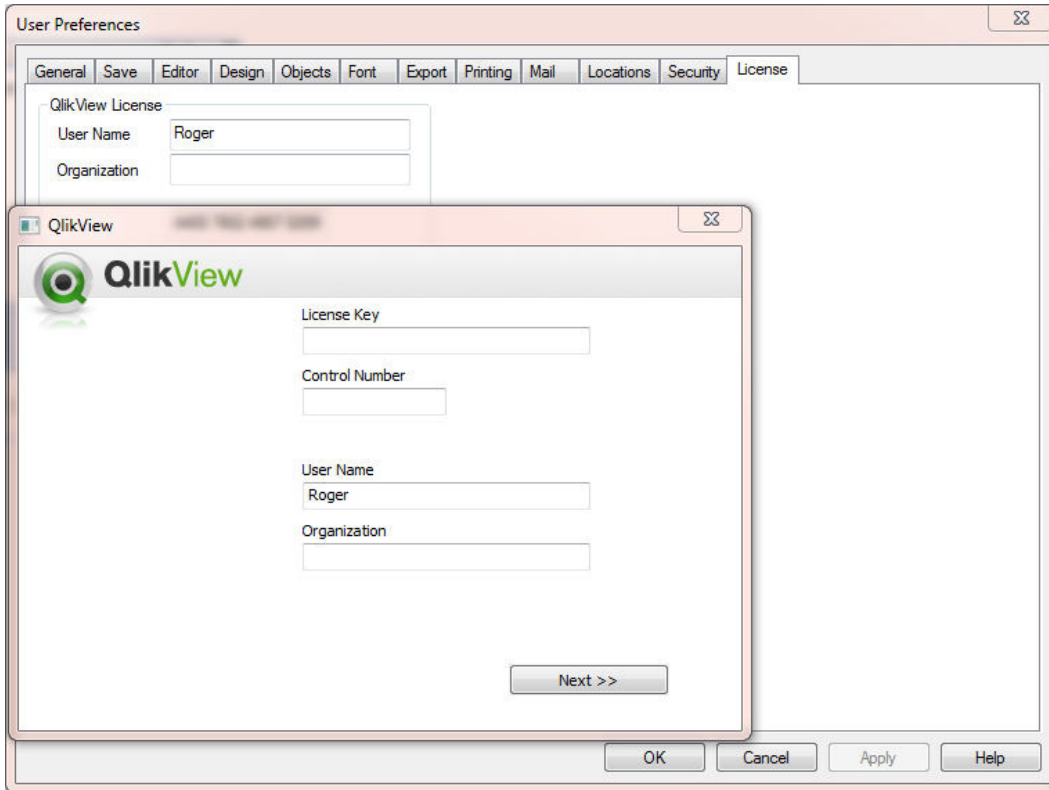 User Preferences
General Save Editor Design Objects Font Export Printing Mail Locations Security License
QlikView License
User Name Roger
Organization
QlikView
QlikView
License Key
Control Number
User Name
Roger
Organization
Next >>
OK Cancel Apply Help